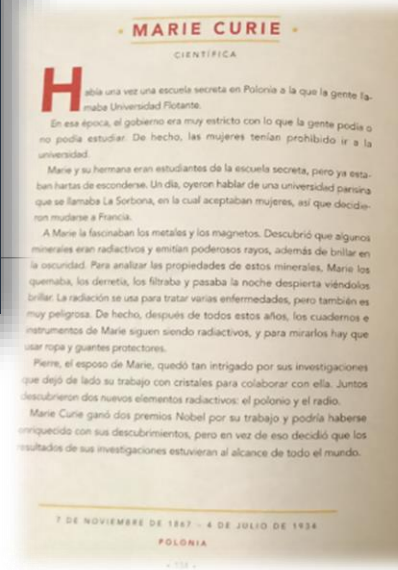 MARIE CURIE
CIENTÍFICA
Había una vez una escuela secreta en Polonia a la que la gente lla-
maba Universidad Flotante.
En esa época, el gobierno era muy estricto con lo que la gente podía o
no podía estudiar. De hecho, las mujeres tenían prohibido ir a la
universidad.
Marie y su hermana eran estudiantes de la escuela secreta, pero ya esta-
ban hartas de esconderse. Un día, oyeron hablar de una universidad parisina
que se llamaba La Sorbona, en la cual aceptaban mujeres, así que decidie-
ron mudarse a Francia.
A Marie la fascinaban los metales y los magnetos. Descubrió que algunos
minerales eran radiactivos y emitían poderosos rayos, además de brillar en
la oscuridad. Para analizar las propiedades de estos minerales, Marie los
quemaba, los derretía, los filtraba y pasaba la noche despierta viéndolos
brillar. La radiación se usa para tratar varias enfermedades, pero también es
muy peligrosa. De hecho, después de todos estos años, los cuadernos e
instrumentos de Marie siguen siendo radiactivos, y para mirarlos hay que
usar ropa y guantes protectores.
Pierre, el esposo de Marie, quedó tan intrigado por sus investigaciones
que dejó de lado su trabajo con cristales para colaborar con ella. Juntos
descubrieron dos nuevos elementos radiactivos: el polonio y el radio.
Marie Curie ganó dos premios Nobel por su trabajo y podría haberse
enriquecido con sus descubrimientos, pero en vez de eso decidió que los
resultados de sus investigaciones estuvieran al alcance de todo el mundo.
7 DE NOVIEMBRE DE 1867 - 4 DE JULIO DE 1934
POLONIA